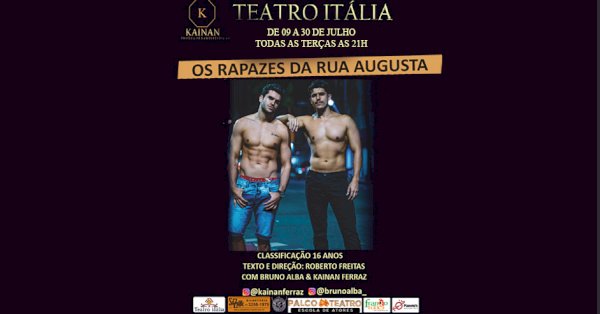 K
KAINAN
TEATRO ITÁLIA
DE 09 A 30 DE JULHO
TODAS AS TERÇAS AS 21H
OS RAPAZES DA RUA AUGUSTA
CLASSIFICAÇÃO 16 ANOS
TEXTO E DIREÇÃO: ROBERTO FREITAS
COM BRUNO ALBA & KAINAN FERRAZ
@kainanferraz @brunoalba_
Teatro Itália
PALCO TEATRO
ESCOLA DE ATORES